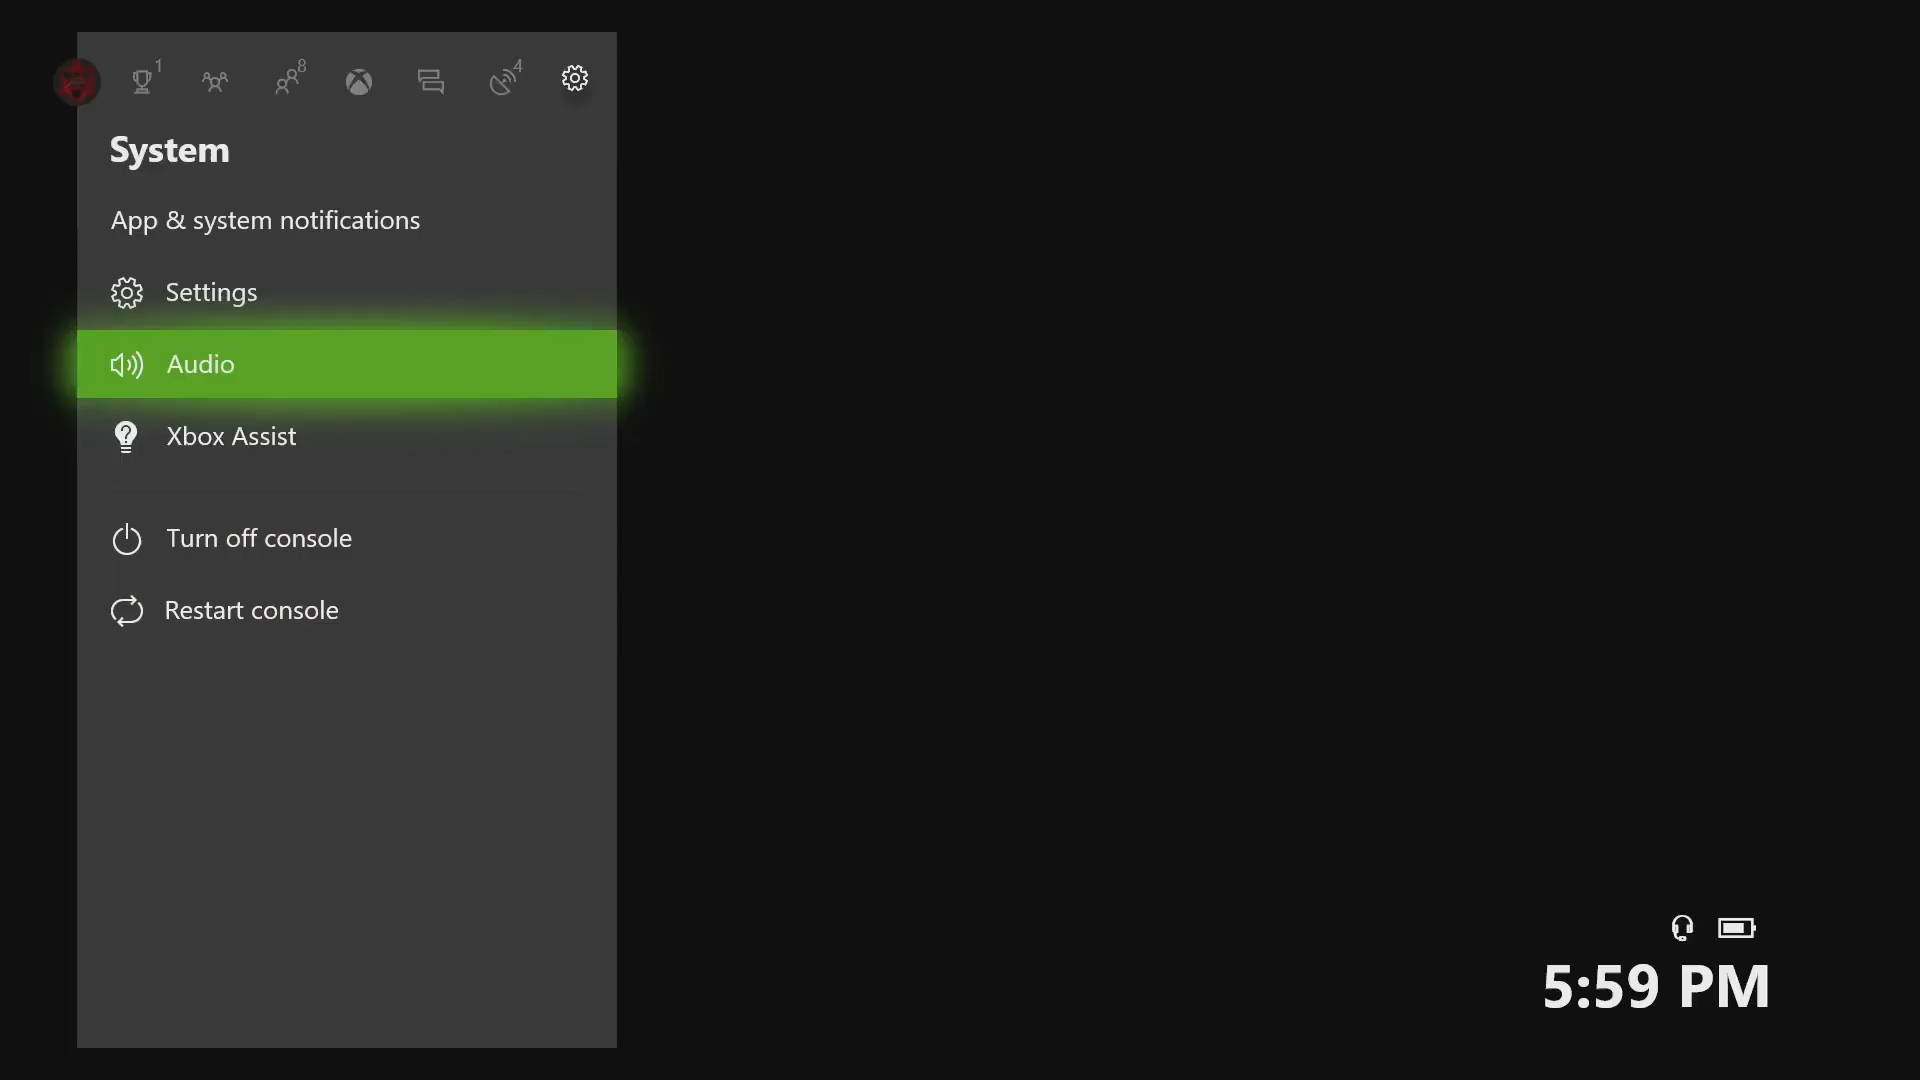 1
8
4
System
App & system notifications
Settings
Audio
Xbox Assist
Turn off console
Restart console
5:59 PM